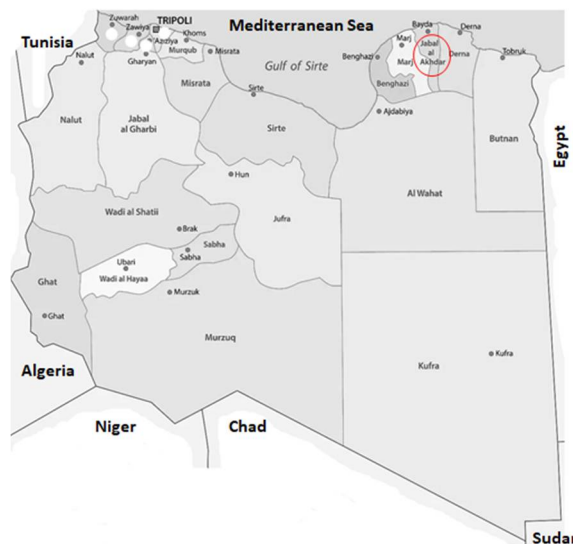 Mediterranean Sea
Tunisia
Zuwarah
Zawiya
TRIPOLI
Aziziya
Khoms
Murqub
Misrata
Nalut
Gharyan
Gulf of Sirte
Misrata
Sirte
Bayda
Derna
Marj
Jabal
al
Akhdar
Derna
Tobruk
Benghazi
Marj
Benghazi
Ajdabiya
Nalut
Jabal
al Gharbi
Sirte
Butnan
Egypt
Hun
Al Wahat
Wadi al Shatii
Jufra
Brak
Sabha
Sabha
Ubari
Wadi al Hayaa
Ghat
Murzuk
Ghat
Murzuq
Kufra
Kufra
Algeria
Niger
Chad
Sudan